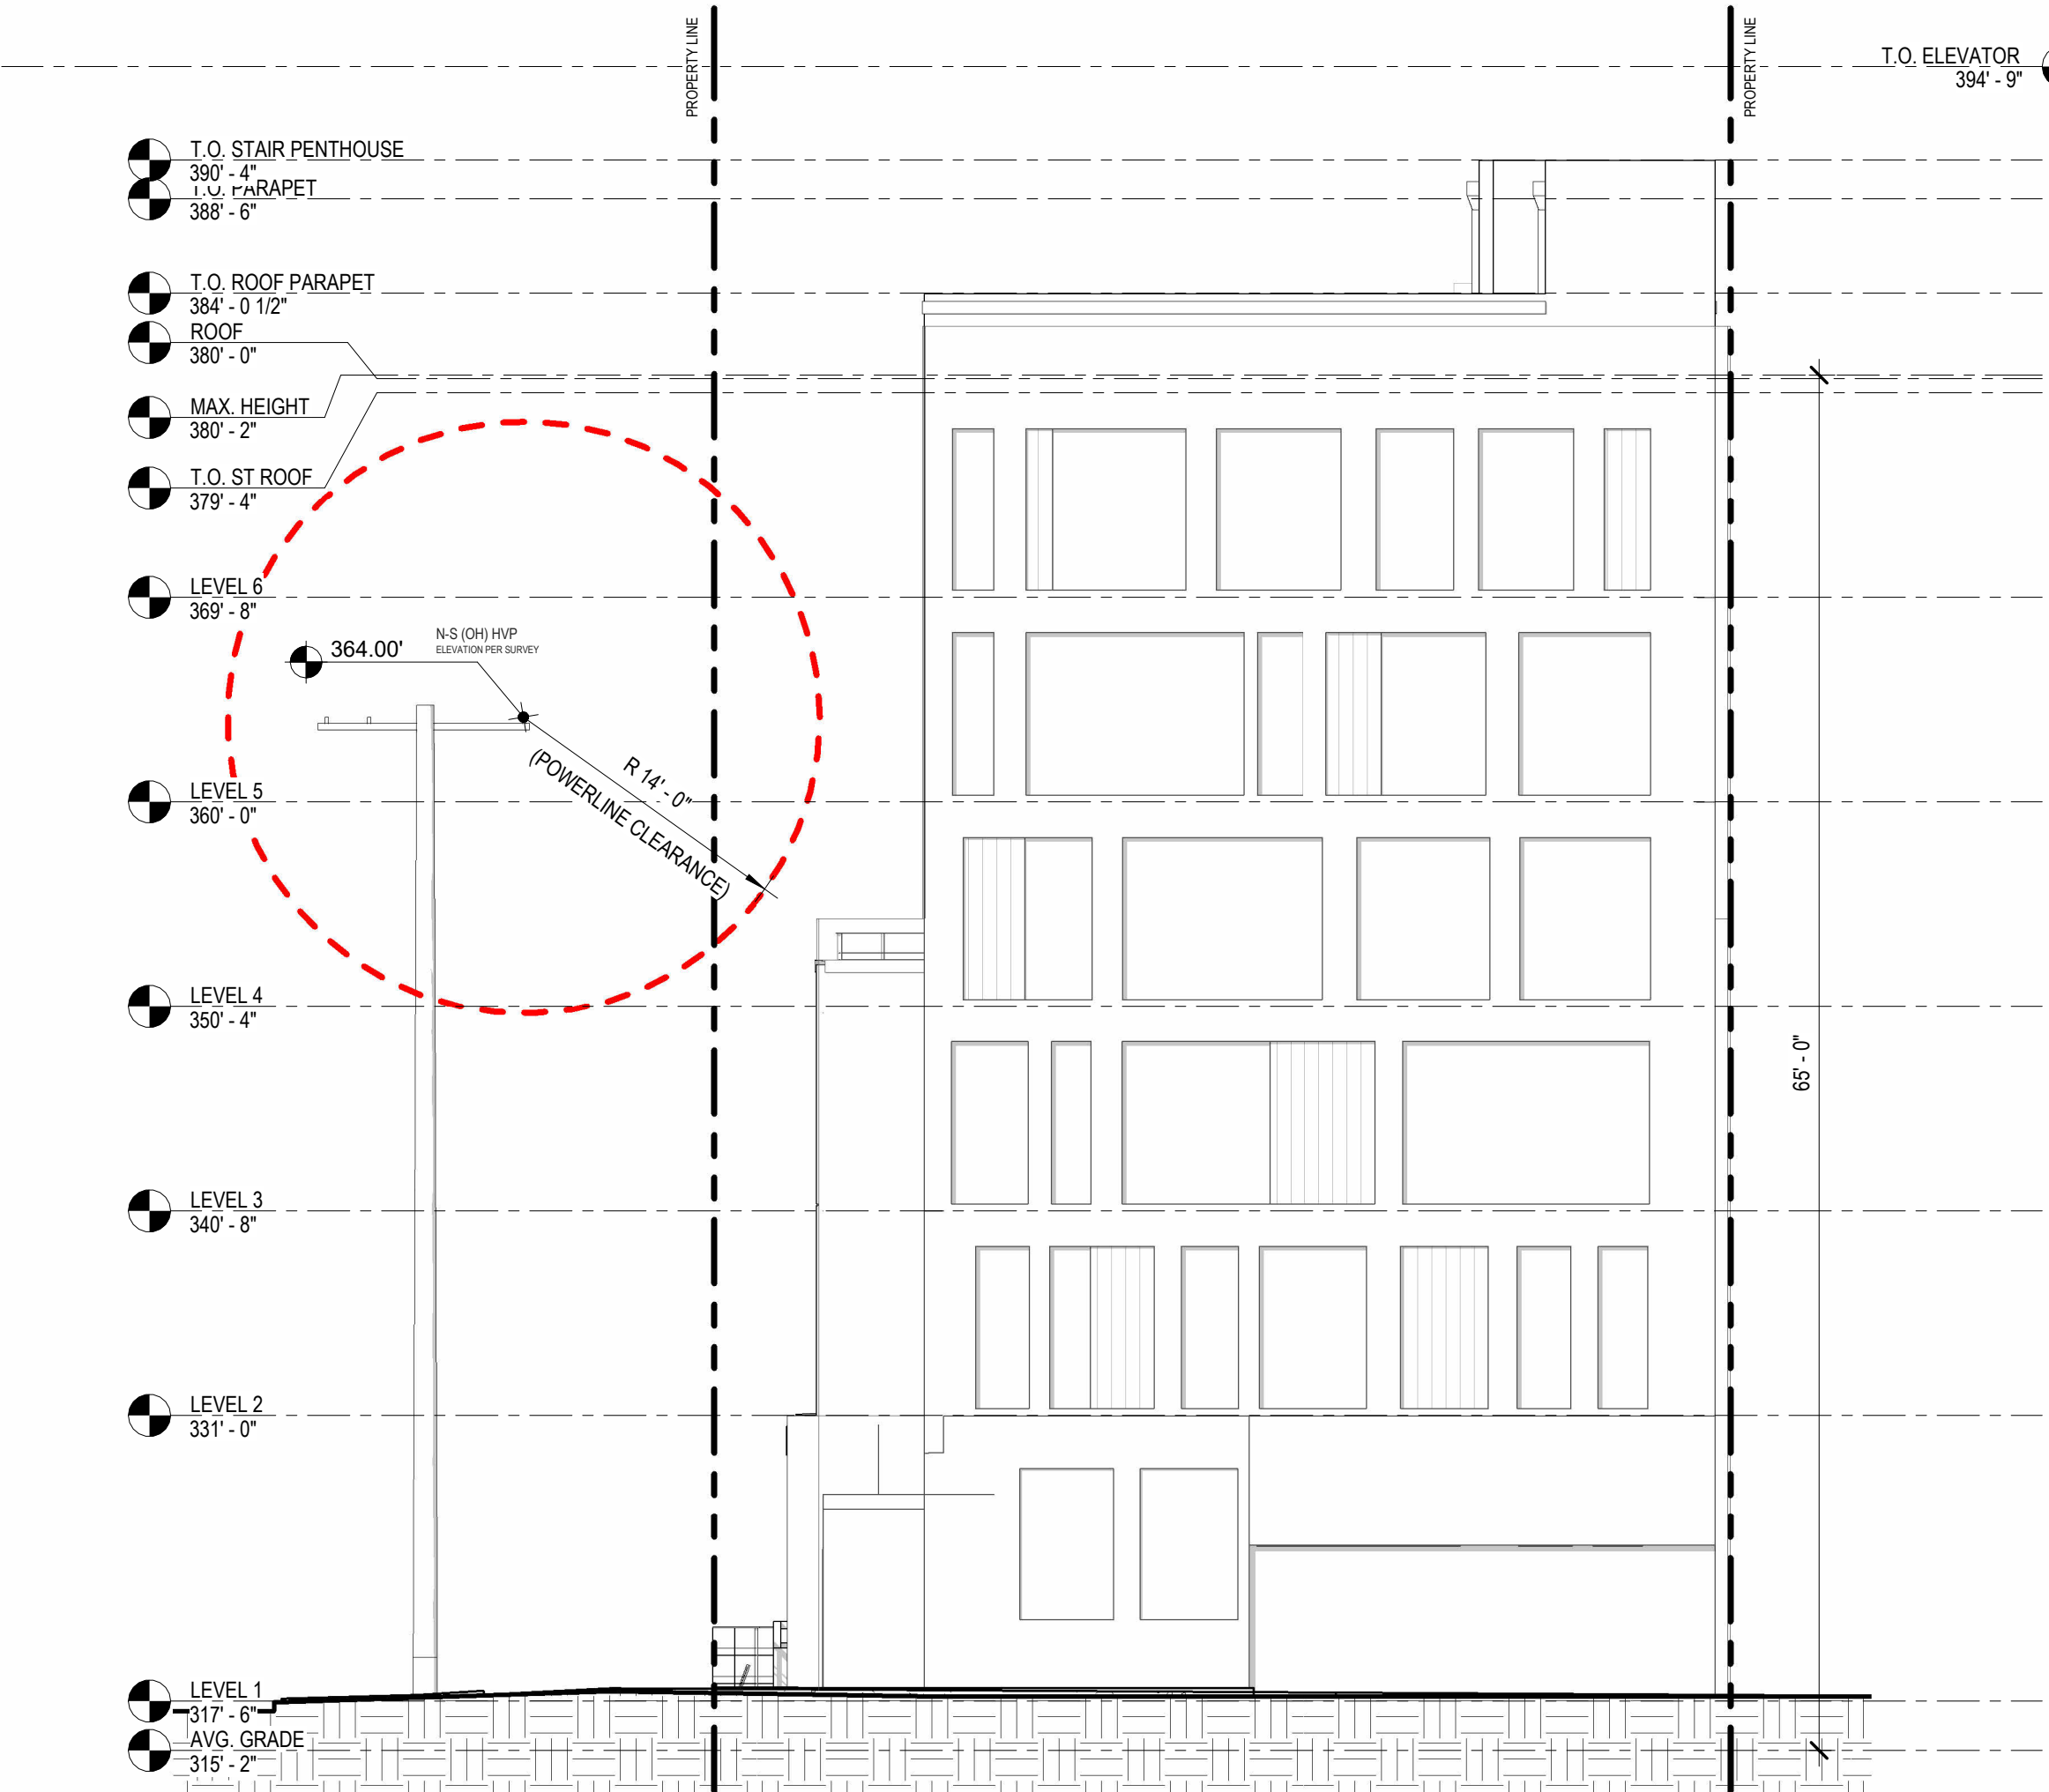 PROPERTY LINE
PROPERTY LINE
T.O. ELEVATOR
394' - 9"
T.O. STAIR PENTHOUSE
390' - 4"
T.O. PARAPET
388' - 6"
T.O. ROOF PARAPET
384' - 0 1/2"
ROOF
380' - 0"
MAX. HEIGHT
380' - 2"
T.O. ST ROOF
379' - 4"
LEVEL 6
369' - 8"
364.00'
N-S (OH) HVP
ELEVATION PER SURVEY
R 14' - 0"
(POWERLINE CLEARANCE)
LEVEL 5
360' - 0"
LEVEL 4
350' - 4"
65' - 0"
LEVEL 3
340' - 8"
LEVEL 2
331' - 0"
LEVEL 1
317' - 6"
AVG. GRADE
315' - 2"